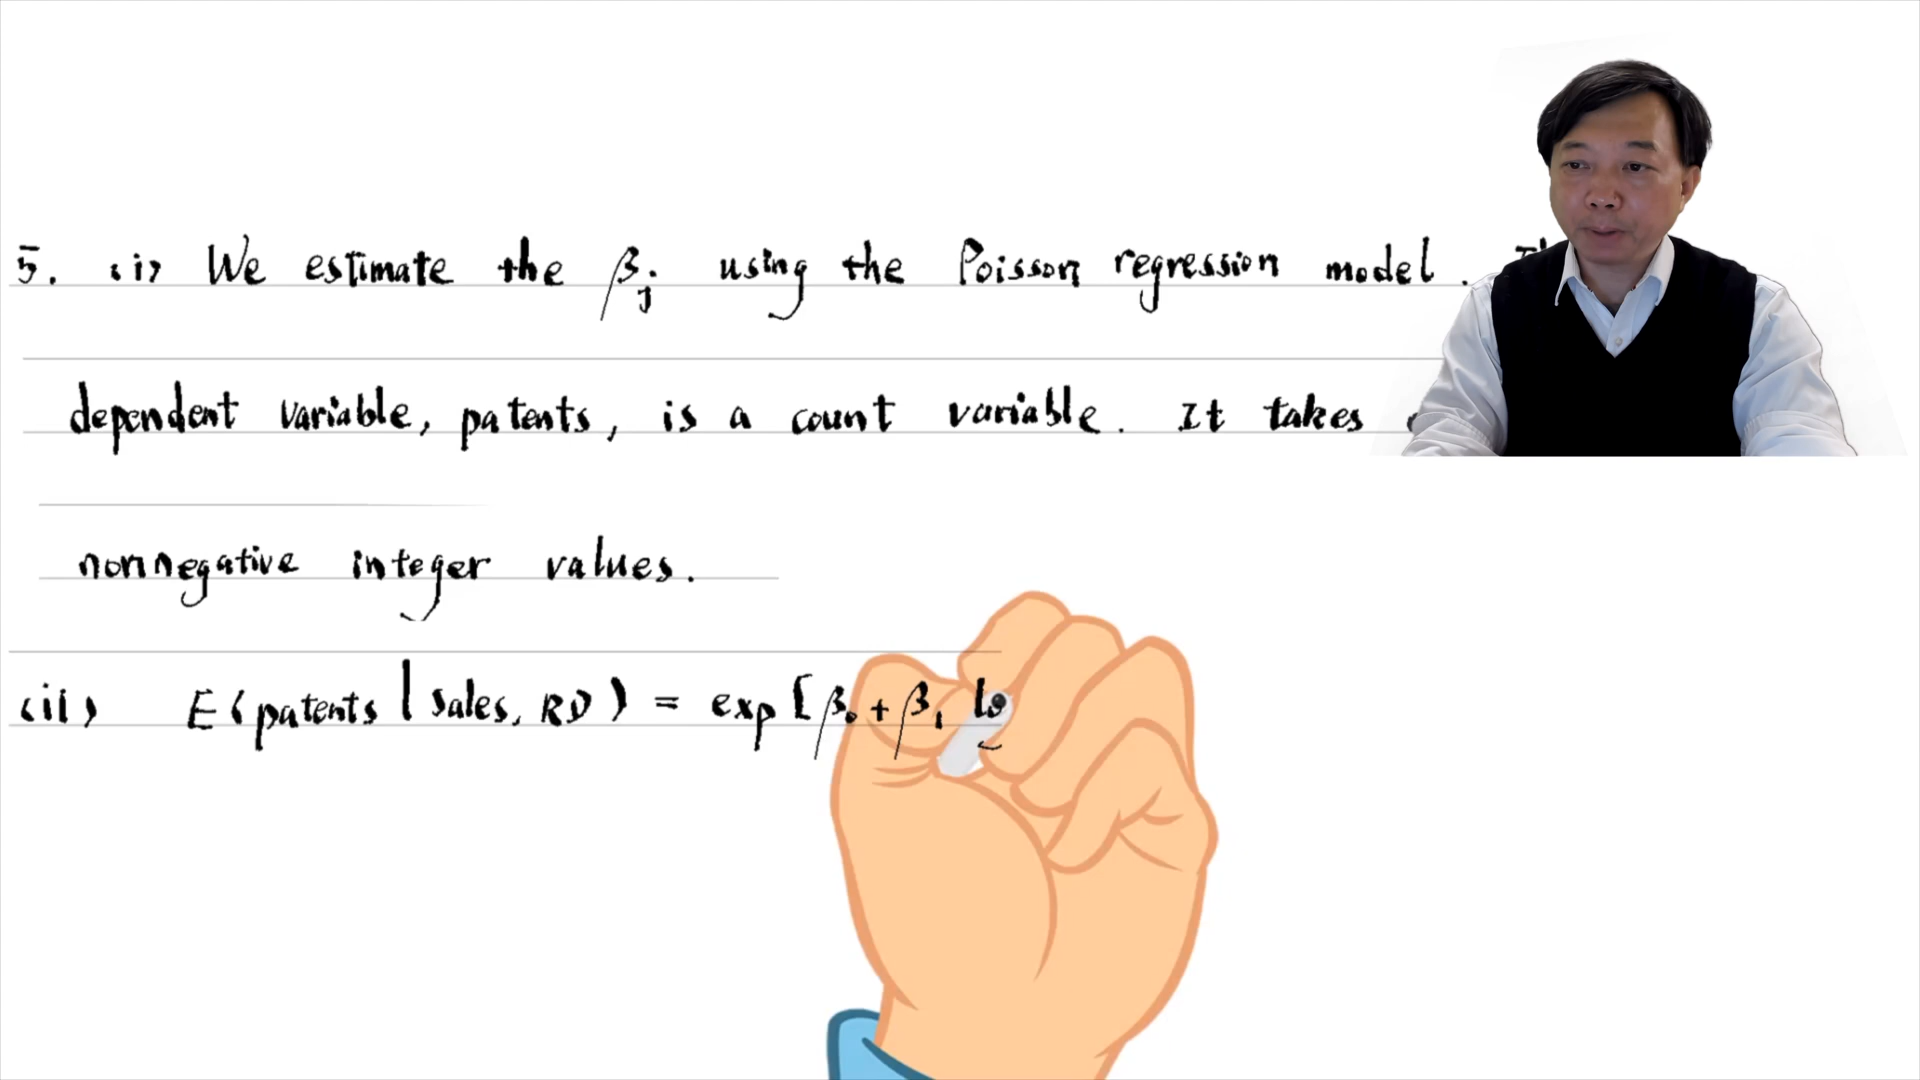 5. (i) We estimate the βj using the Poisson regression model.
dependent variable, patents, is a count variable. It takes
nonnegative integer values.
(ii) E(patents | sales, RD) = exp[β0 + β1 lo